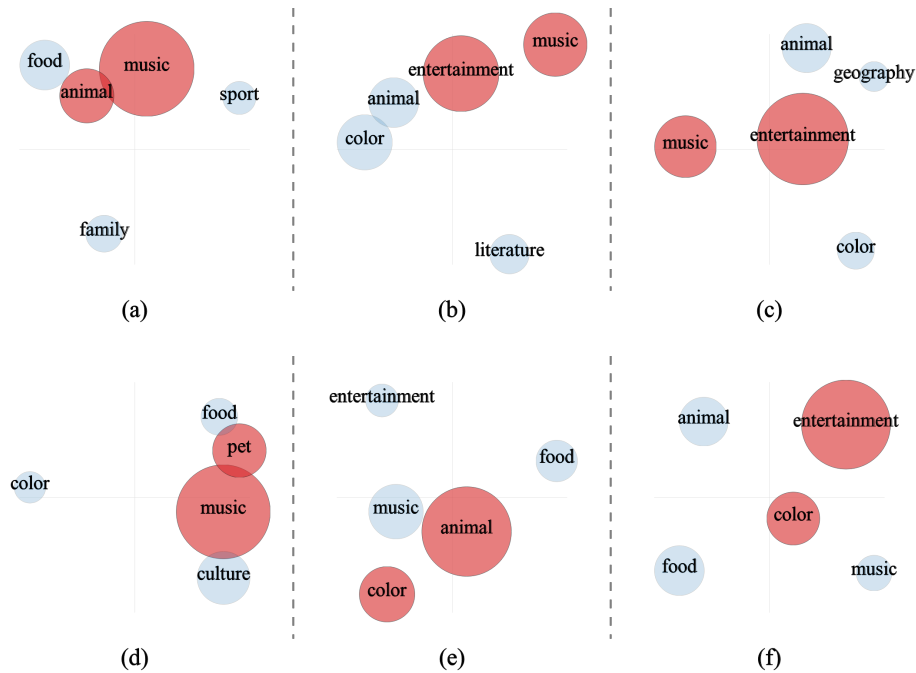 food
music
animal
sport
family
(a)
music
entertainment
animal
color
literature
(b)
animal
geography
entertainment
music
color
(c)
food
pet
color
music
culture
(d)
entertainment
food
music
animal
color
(e)
animal
entertainment
color
food
music
(f)